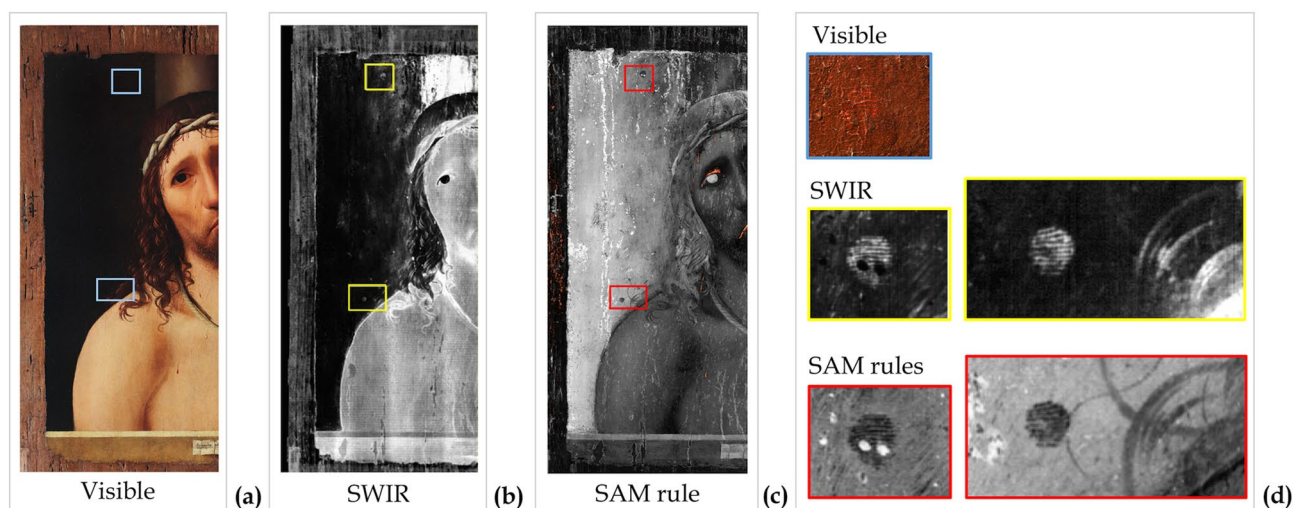 Visible
(a)
SWIR
(b)
SAM rule
(c)
Visible
SWIR
SAM rules
(d)